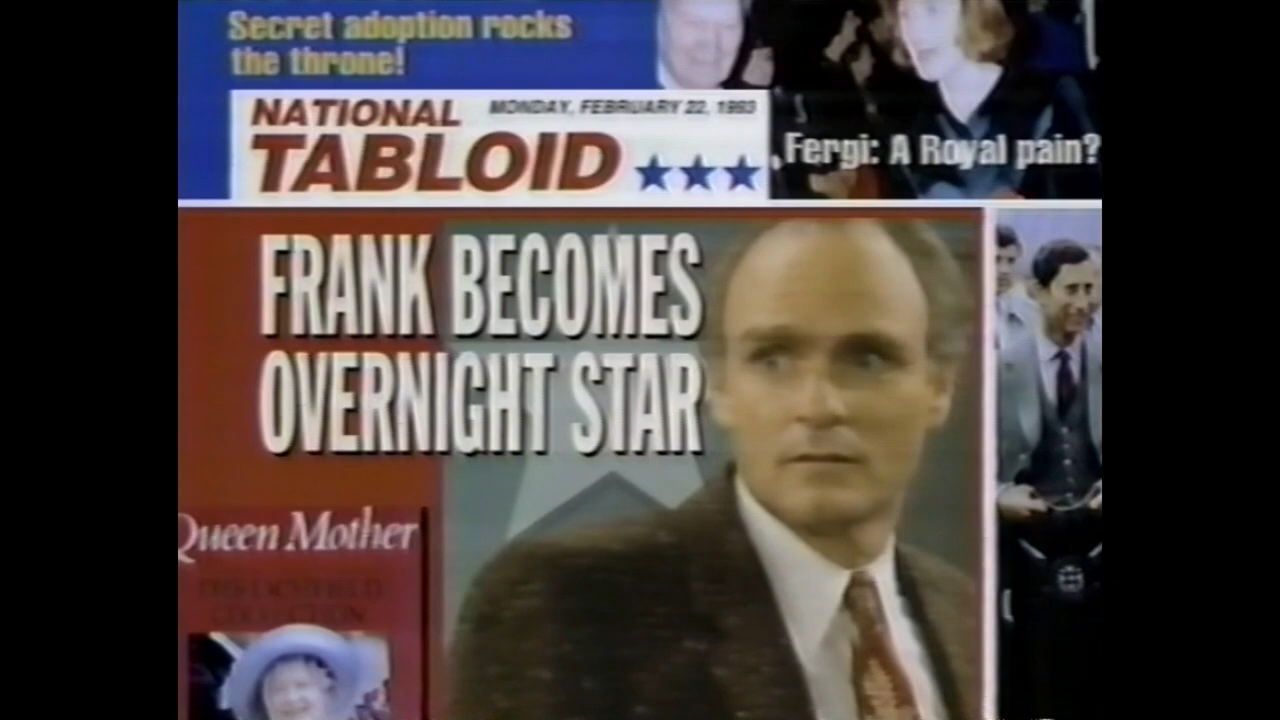 Secret adoption rocks
the throne!
NATIONAL
MONDAY, FEBRUARY 22, 1993
TABLOID
Fergi: A Royal pain?
FRANK BECOMES
OVERNIGHT STAR
Queen Mother
COLLECTION